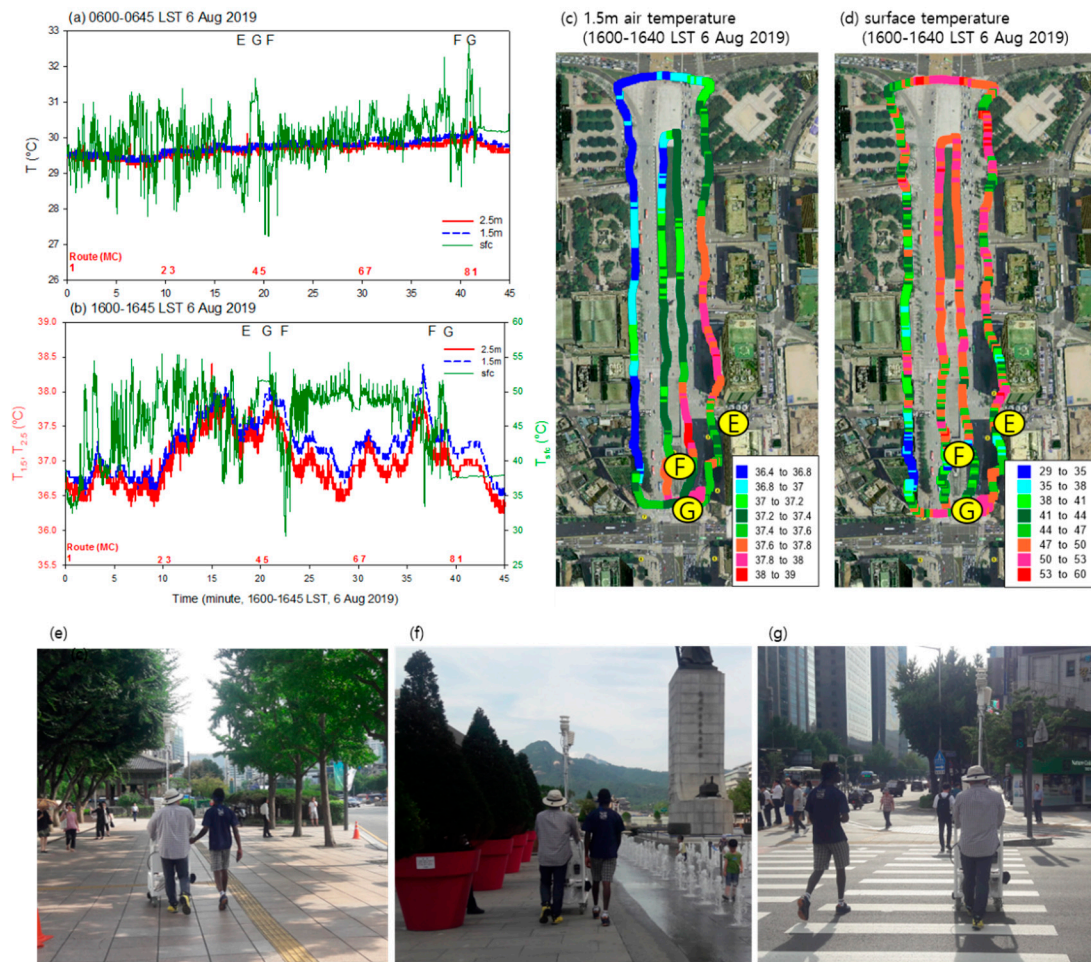 (a) 0600-0645 LST 6 Aug 2019
33
32
31
30
29
28
27
26
T (°C)
E G F
F G
2.5m
1.5m
sfc
Route (MC)
1 2 3 4 5 6 7 8 1
0 5 10 15 20 25 30 35 40 45
(b) 1600-1645 LST 6 Aug 2019
39.0
38.5
38.0
37.5
37.0
36.5
36.0
35.5
T1.5, T2.5 (°C)
E G F
F G
2.5m
1.5m
sfc
60
55
50
45
40
35
30
25
Tsfc (°C)
Route (MC)
1 2 3 4 5 6 7 8 1
0 5 10 15 20 25 30 35 40 45
Time (minute, 1600-1645 LST, 6 Aug 2019)
(c) 1.5m air temperature
(1600-1640 LST 6 Aug 2019)
E
F
G
36.4 to 36.8
36.8 to 37
37 to 37.2
37.2 to 37.4
37.4 to 37.6
37.6 to 37.8
37.8 to 38
38 to 39
(d) surface temperature
(1600-1640 LST 6 Aug 2019)
E
F
G
29 to 35
35 to 38
38 to 41
41 to 44
44 to 47
47 to 50
50 to 53
53 to 60
(e)
(f)
(g)